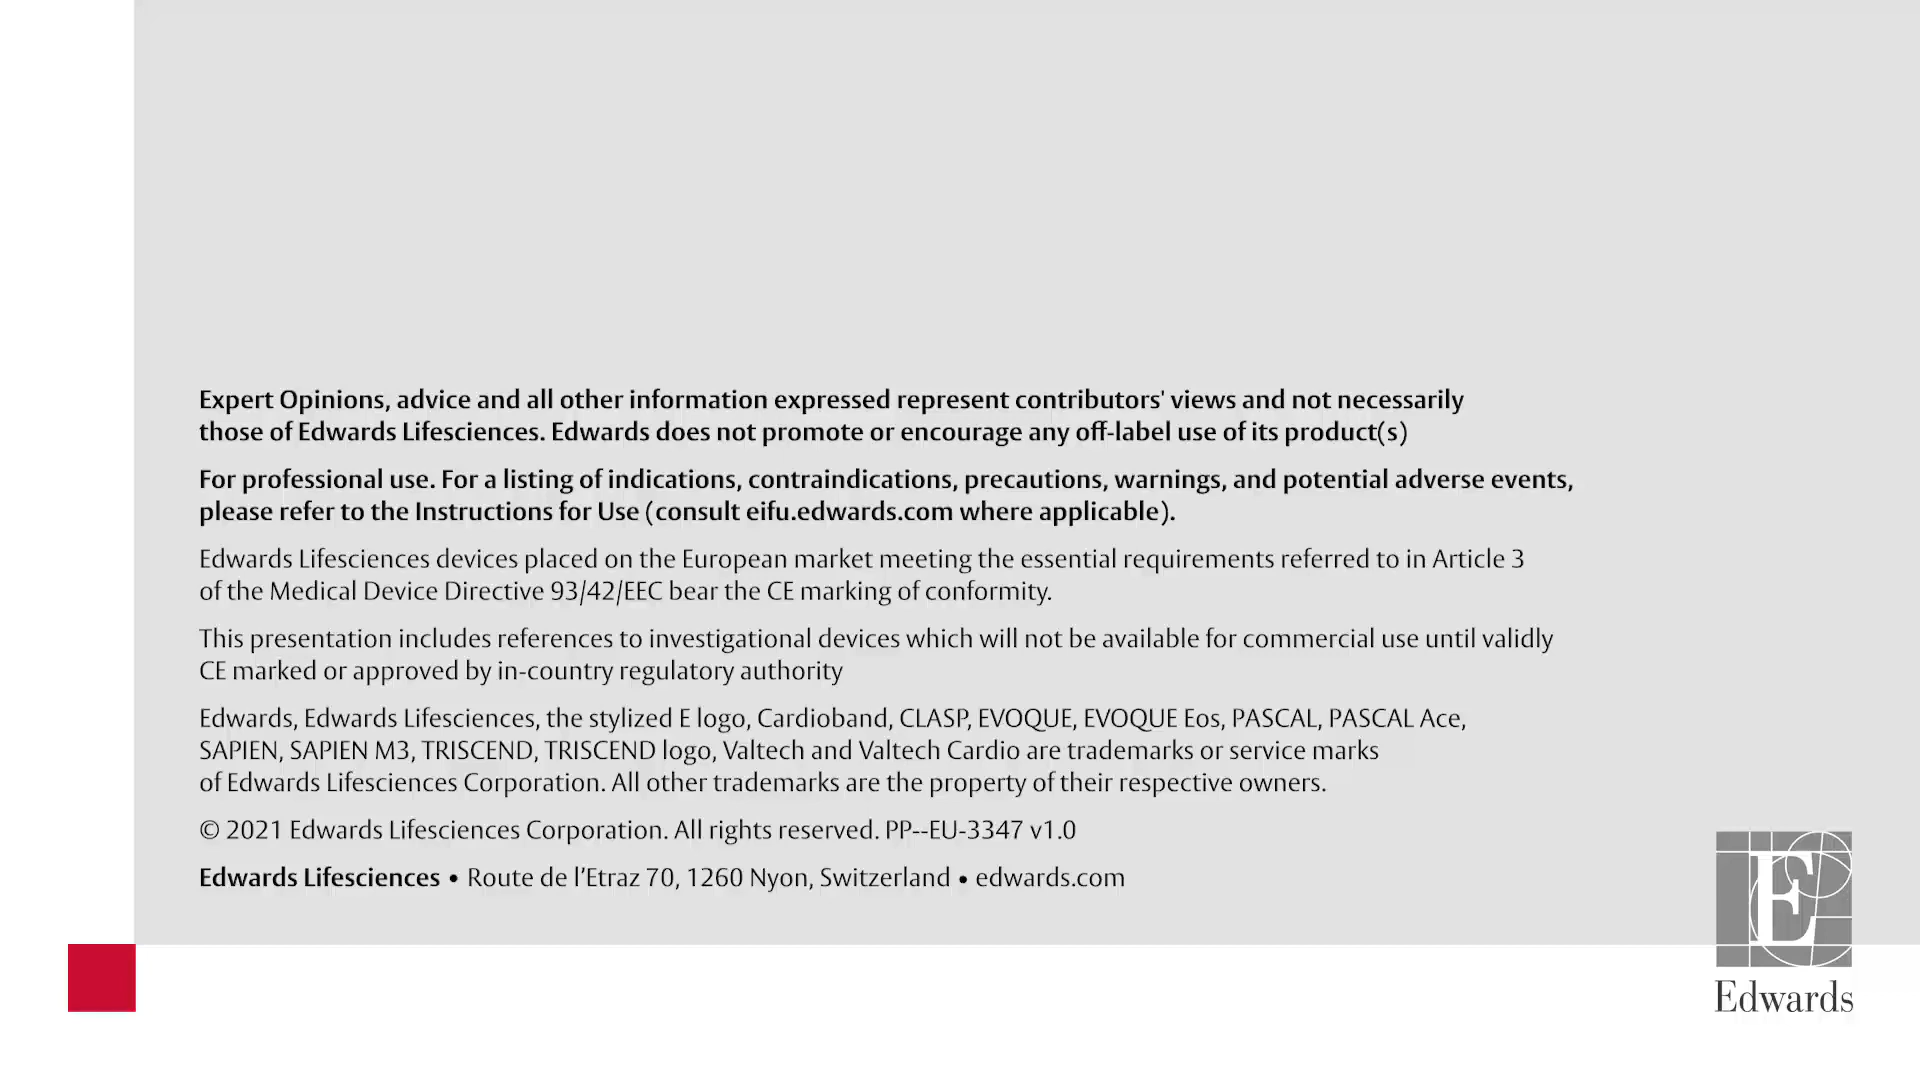 Expert Opinions, advice and all other information expressed represent contributors' views and not necessarily
those of Edwards Lifesciences. Edwards does not promote or encourage any off-label use of its product(s)
For professional use. For a listing of indications, contraindications, precautions, warnings, and potential adverse events,
please refer to the Instructions for Use (consult eifu.edwards.com where applicable).
Edwards Lifesciences devices placed on the European market meeting the essential requirements referred to in Article 3
of the Medical Device Directive 93/42/EEC bear the CE marking of conformity.
This presentation includes references to investigational devices which will not be available for commercial use until validly
CE marked or approved by in-country regulatory authority
Edwards, Edwards Lifesciences, the stylized E logo, Cardioband, CLASP, EVOQUE, EVOQUE Eos, PASCAL, PASCAL Ace,
SAPIEN, SAPIEN M3, TRISCEND, TRISCEND logo, Valtech and Valtech Cardio are trademarks or service marks
of Edwards Lifesciences Corporation. All other trademarks are the property of their respective owners.
© 2021 Edwards Lifesciences Corporation. All rights reserved. PP--EU-3347 v1.0
Edwards Lifesciences • Route de l’Etraz 70, 1260 Nyon, Switzerland • edwards.com
E
Edwards